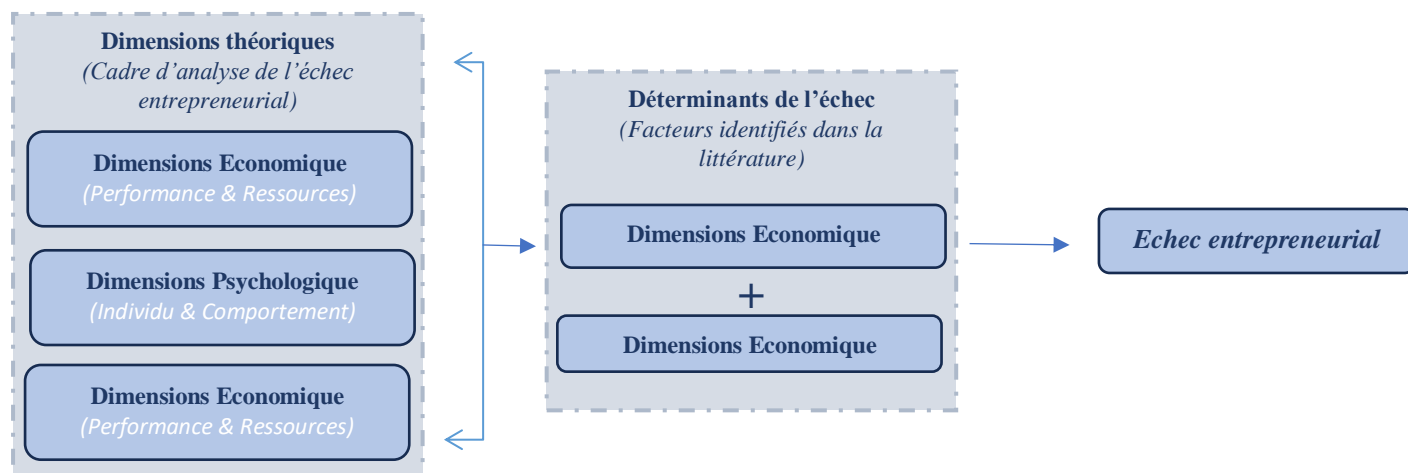 Dimensions théoriques
(Cadre d’analyse de l’échec
entrepreneurial)
Dimensions Economique
(Performance & Ressources)
Dimensions Psychologique
(Individu & Comportement)
Dimensions Economique
(Performance & Ressources)
Déterminants de l’échec
(Facteurs identifiés dans la
littérature)
Dimensions Economique
+
Dimensions Economique
Echec entrepreneurial